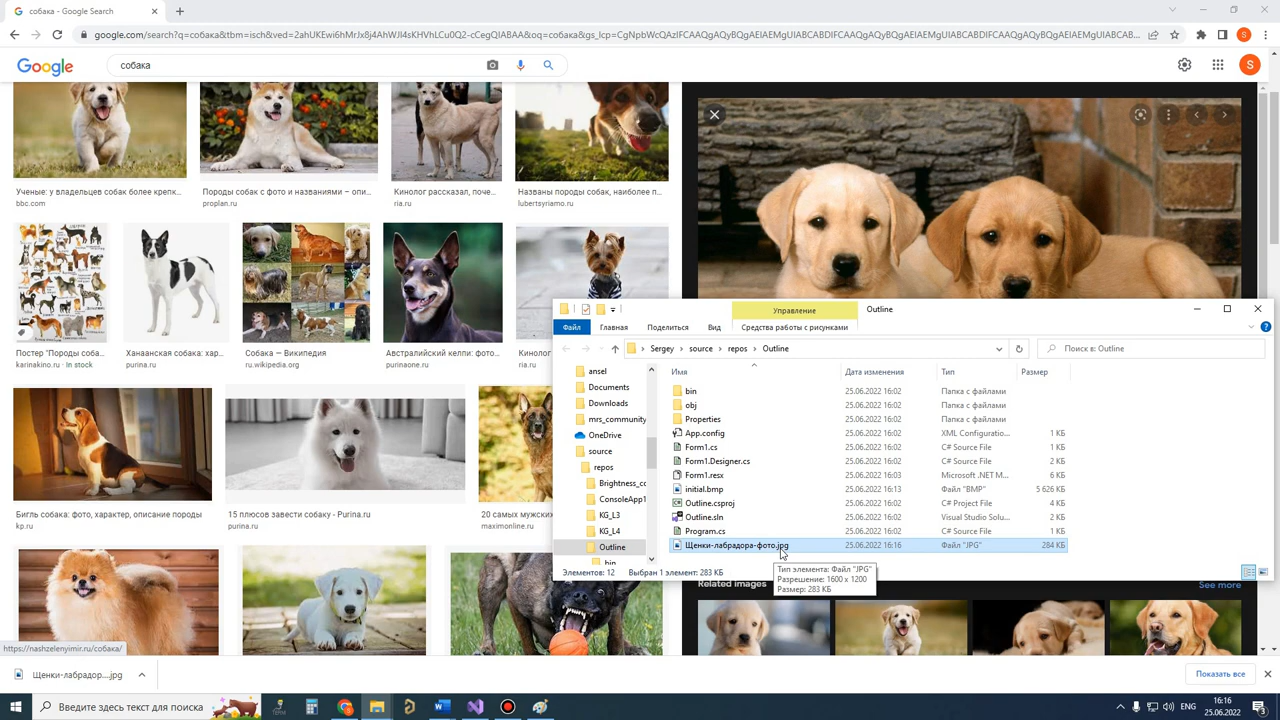 собака - Google Search
google.com/search?q=собака&tbm=isch&ved=2ahUKEwi6hMrJx8j4AhWJl4sKHVhLCu0Q2-cCegQIABAA&oq=собака&gs_lcp=CgNpbWcQAzIFCAAQgAQyBQgAEIAEMgUIABCABDIFCAAQgAQyBQgAEIAEMgUIABCABDIFCAAQgAQyBQgAEIAEMgUIABC...
S
Google
собака
S
Ученые: у владельцев собак более крепк...
bbc.com
Породы собак с фото и названиями – опи...
proplan.ru
Кинолог рассказал, поче...
ria.ru
Названы породы собак, наиболее п...
lubertsyriamo.ru
Постер "Породы соба...
karinakino.ru · In stock
Ханаанская собака: хар...
purina.ru
Собака — Википедия
ru.wikipedia.org
Австралийский келпи: фото...
purinaone.ru
Кинолог
ria.ru
Бигль собака: фото, характер, описание породы
kp.ru
15 плюсов завести собаку - Purina.ru
purina.ru
20 самых мужских
maximonline.ru
Управление
Outline
Файл
Главная
Поделиться
Вид
Средства работы с рисунками
Sergey
source
repos
Outline
Поиск в: Outline
ansel
Documents
Downloads
mrs_community
OneDrive
source
repos
Brightness_co
ConsoleApp1
KG_L3
KG_L4
Outline
bin
Имя
Дата изменения
Тип
Размер
bin 25.06.2022 16:02 Папка с файлами
obj 25.06.2022 16:02 Папка с файлами
Properties 25.06.2022 16:02 Папка с файлами
App.config 25.06.2022 16:02 XML Configuratio... 1 КБ
Form1.cs 25.06.2022 16:02 C# Source File 1 КБ
Form1.Designer.cs 25.06.2022 16:02 C# Source File 2 КБ
Form1.resx 25.06.2022 16:03 Microsoft .NET M... 6 КБ
initial.bmp 25.06.2022 16:13 Файл "BMP" 5 626 КБ
Outline.csproj 25.06.2022 16:02 C# Project File 4 КБ
Outline.sln 25.06.2022 16:02 Visual Studio Solu... 2 КБ
Program.cs 25.06.2022 16:02 C# Source File 1 КБ
Щенки-лабрадора-фото.jpg 25.06.2022 16:16 Файл "JPG" 284 КБ
Элементов: 12
Выбран 1 элемент: 283 КБ
Тип элемента: Файл "JPG"
Разрешение: 1600 x 1200
Размер: 283 КБ
Related images
See more
https://nashzelenyimir.ru/собака/
Щенки-лабрадор....jpg
Показать все
Введите здесь текст для поиска
ENG
16:16
25.06.2022
3